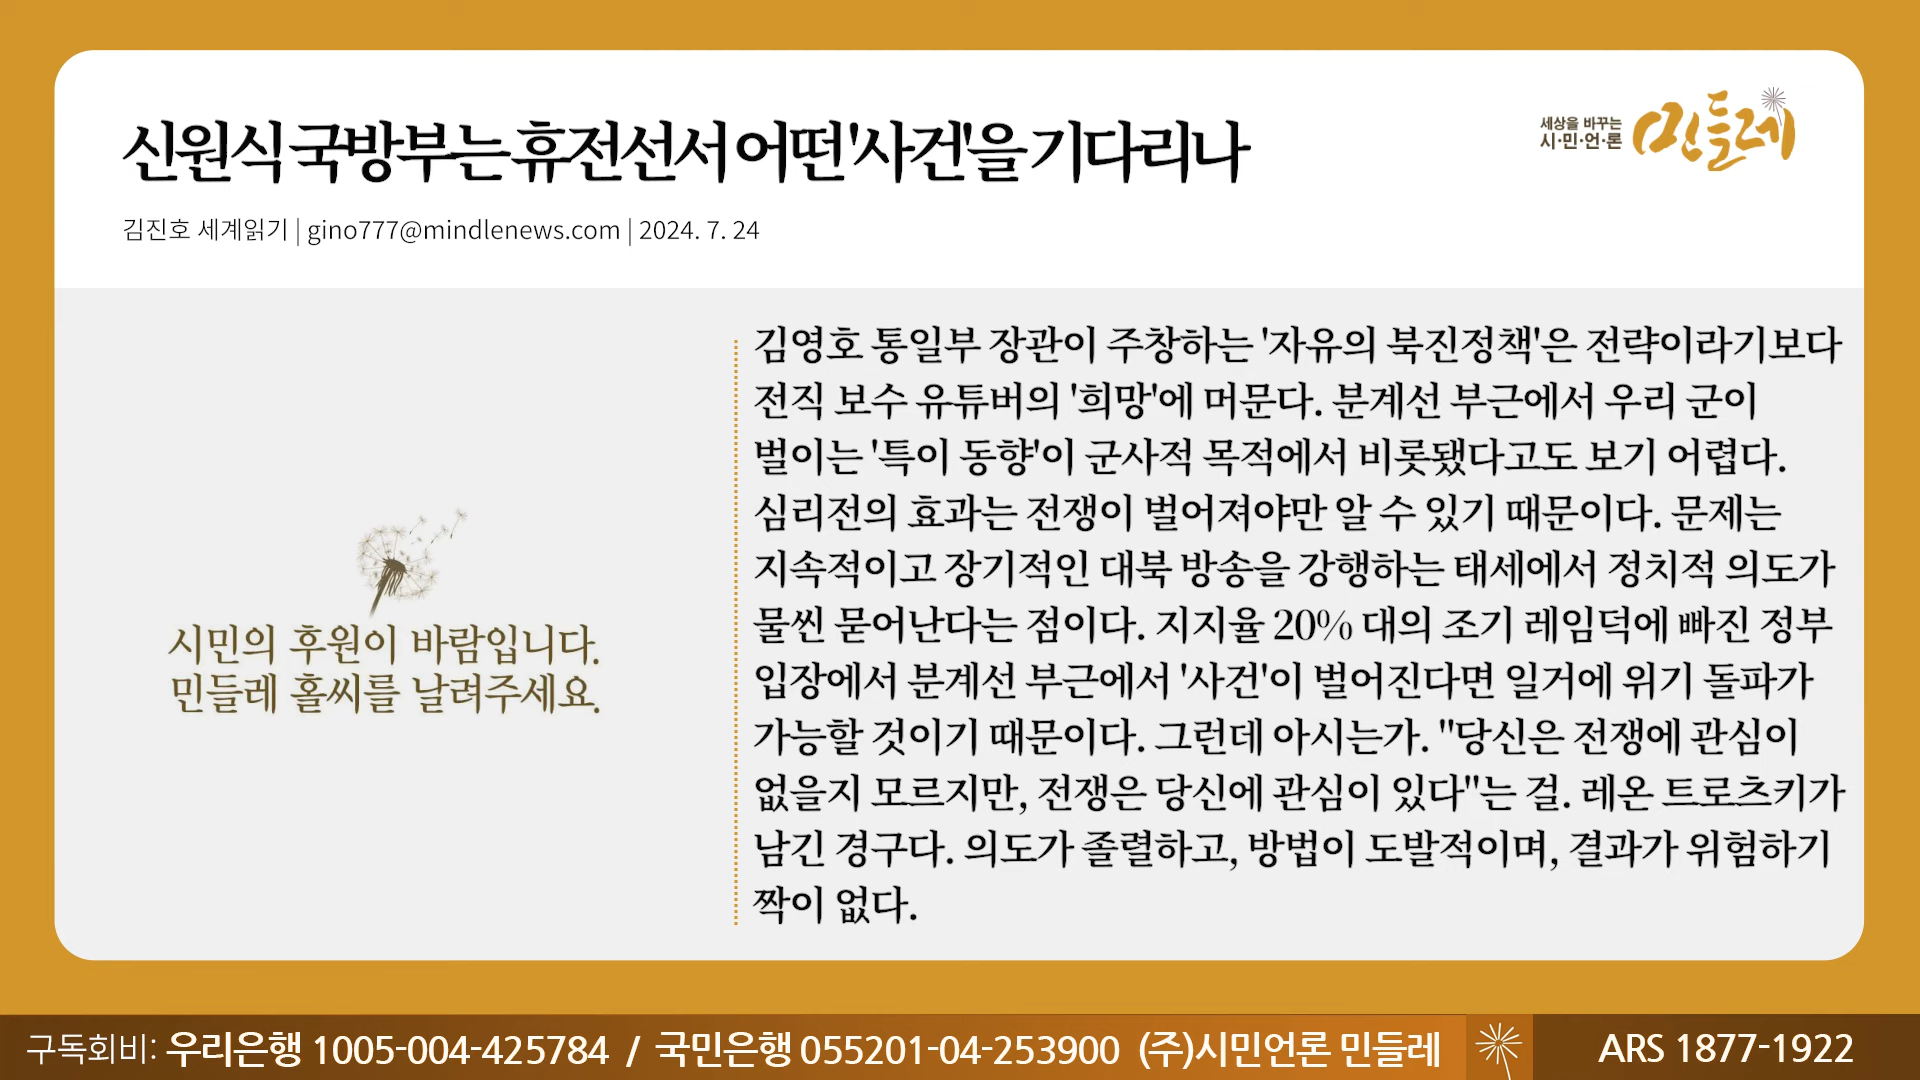 신원식 국방부는 휴전선서 어떤 '사건'을 기다리나
세상을 바꾸는
시·민·언·론
민들레
김진호 세계읽기 | gino777@mindlenews.com | 2024. 7. 24
시민의 후원이 바람입니다.
민들레 홀씨를 날려주세요.
김영호 통일부 장관이 주창하는 '자유의 북진정책'은 전략이라기보다
전직 보수 유튜버의 '희망'에 머문다. 분계선 부근에서 우리 군이
벌이는 '특이 동향'이 군사적 목적에서 비롯됐다고도 보기 어렵다.
심리전의 효과는 전쟁이 벌어져야만 알 수 있기 때문이다. 문제는
지속적이고 장기적인 대북 방송을 강행하는 태세에서 정치적 의도가
물씬 묻어난다는 점이다. 지지율 20% 대의 조기 레임덕에 빠진 정부
입장에서 분계선 부근에서 '사건'이 벌어진다면 일거에 위기 돌파가
가능할 것이기 때문이다. 그런데 아시는가. "당신은 전쟁에 관심이
없을지 모르지만, 전쟁은 당신에 관심이 있다"는 걸. 레온 트로츠키가
남긴 경구다. 의도가 졸렬하고, 방법이 도발적이며, 결과가 위험하기
짝이 없다.
구독회비: 우리은행 1005-004-425784 / 국민은행 055201-04-253900 (주)시민언론 민들레
ARS 1877-1922